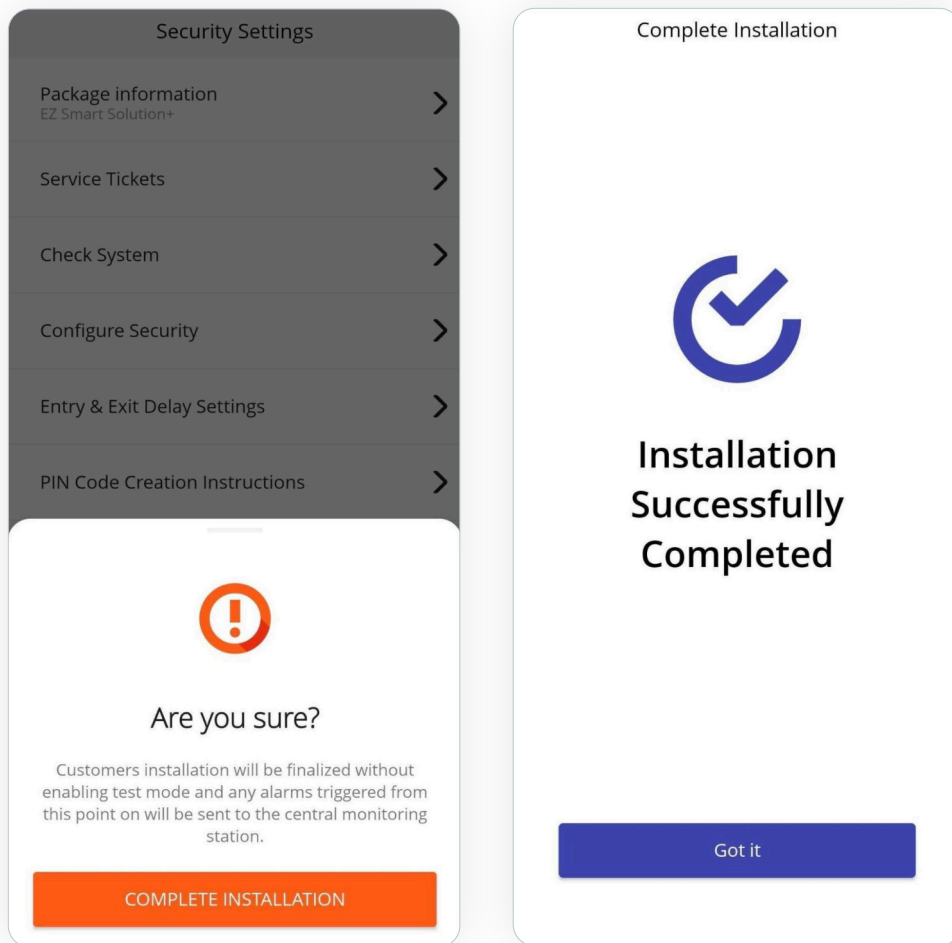 Security Settings
Package information
EZ Smart Solution+
Service Tickets
Check System
Configure Security
Entry & Exit Delay Settings
PIN Code Creation Instructions
Are you sure?
Customers installation will be finalized without
enabling test mode and any alarms triggered from
this point on will be sent to the central monitoring
station.
COMPLETE INSTALLATION
Complete Installation
Installation
Successfully
Completed
Got it